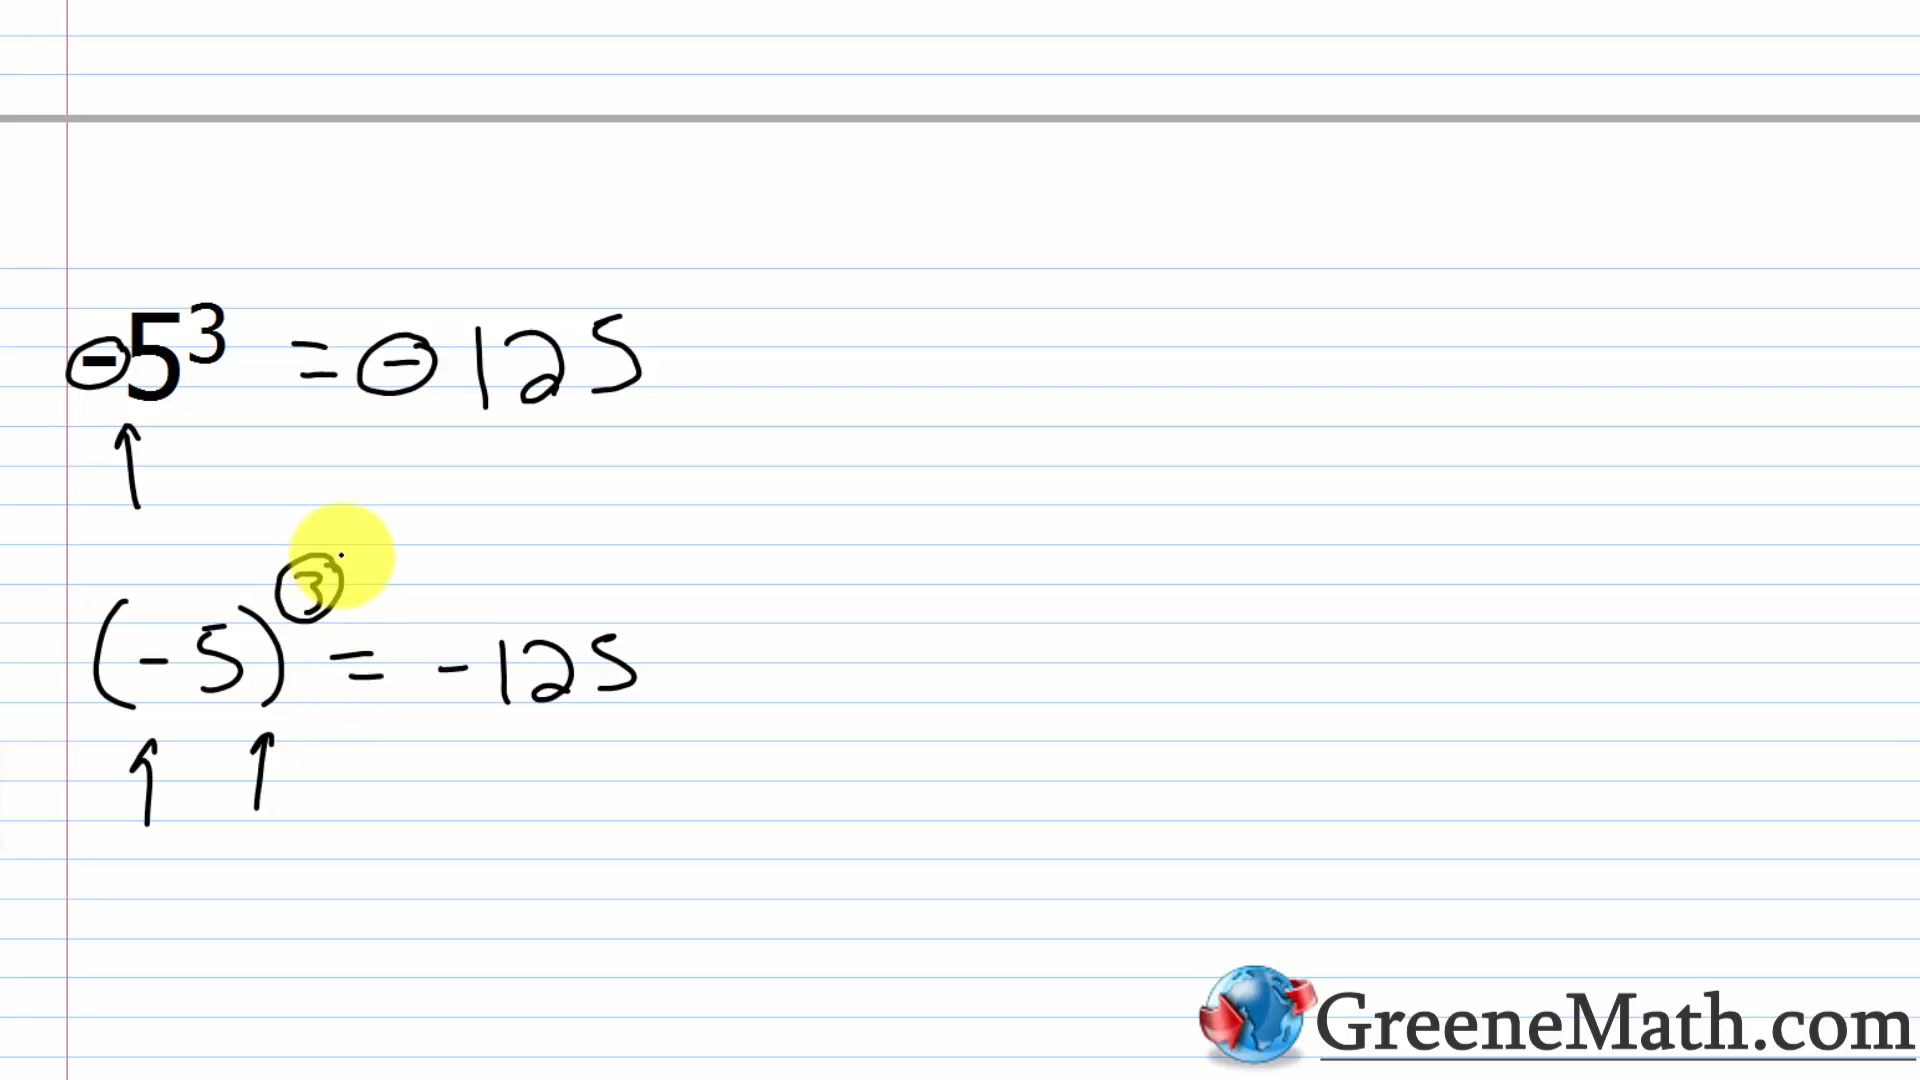 -5³ = -125
(-5)³ = -125
GreeneMath.com